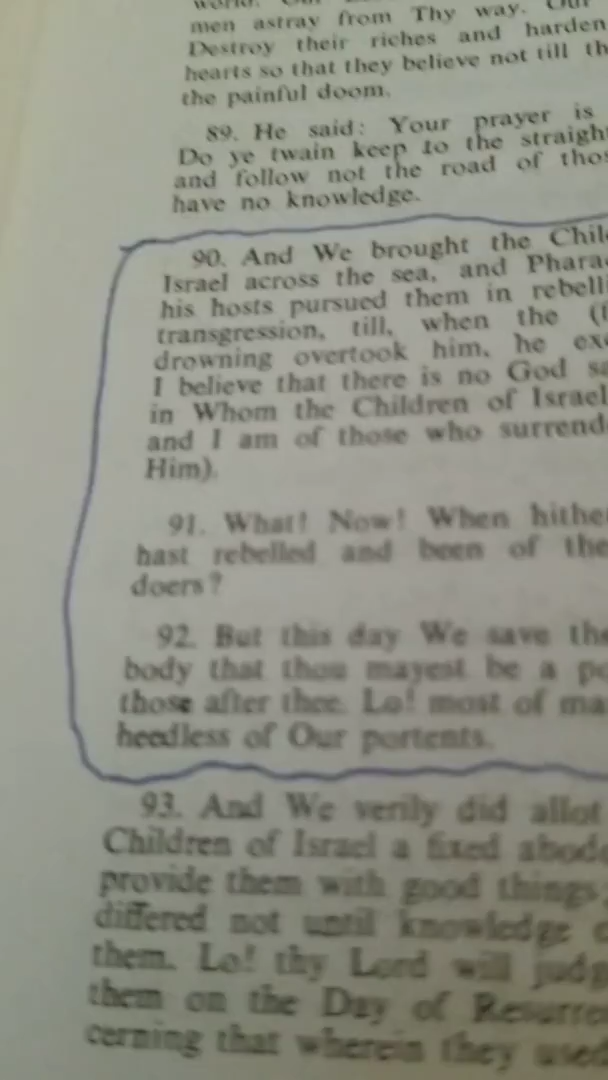 men astray from Thy way. Our
Destroy their riches and harden
hearts so that they believe not till th
the painful doom.
89. He said: Your prayer is
Do ye twain keep to the straigh
and follow not the road of thos
have no knowledge.
90. And We brought the Chil
Israel across the sea, and Phara
his hosts pursued them in rebelli
transgression, till, when the (
drowning overtook him, he ex
I believe that there is no God sa
in Whom the Children of Israel
and I am of those who surrend
Him).
91. What! Now! When hithe
hast rebelled and been of the
doers?
92. But this day We save the
body that thou mayest be a po
those after thee. Lo! most of ma
heedless of Our portents.
93. And We verily did allot
Children of Israel a fixed abod
provide them with good things;
differed not until knowledge c
them. Lo! thy Lord will judg
them on the Day of Resurre
cerning that wherein they used